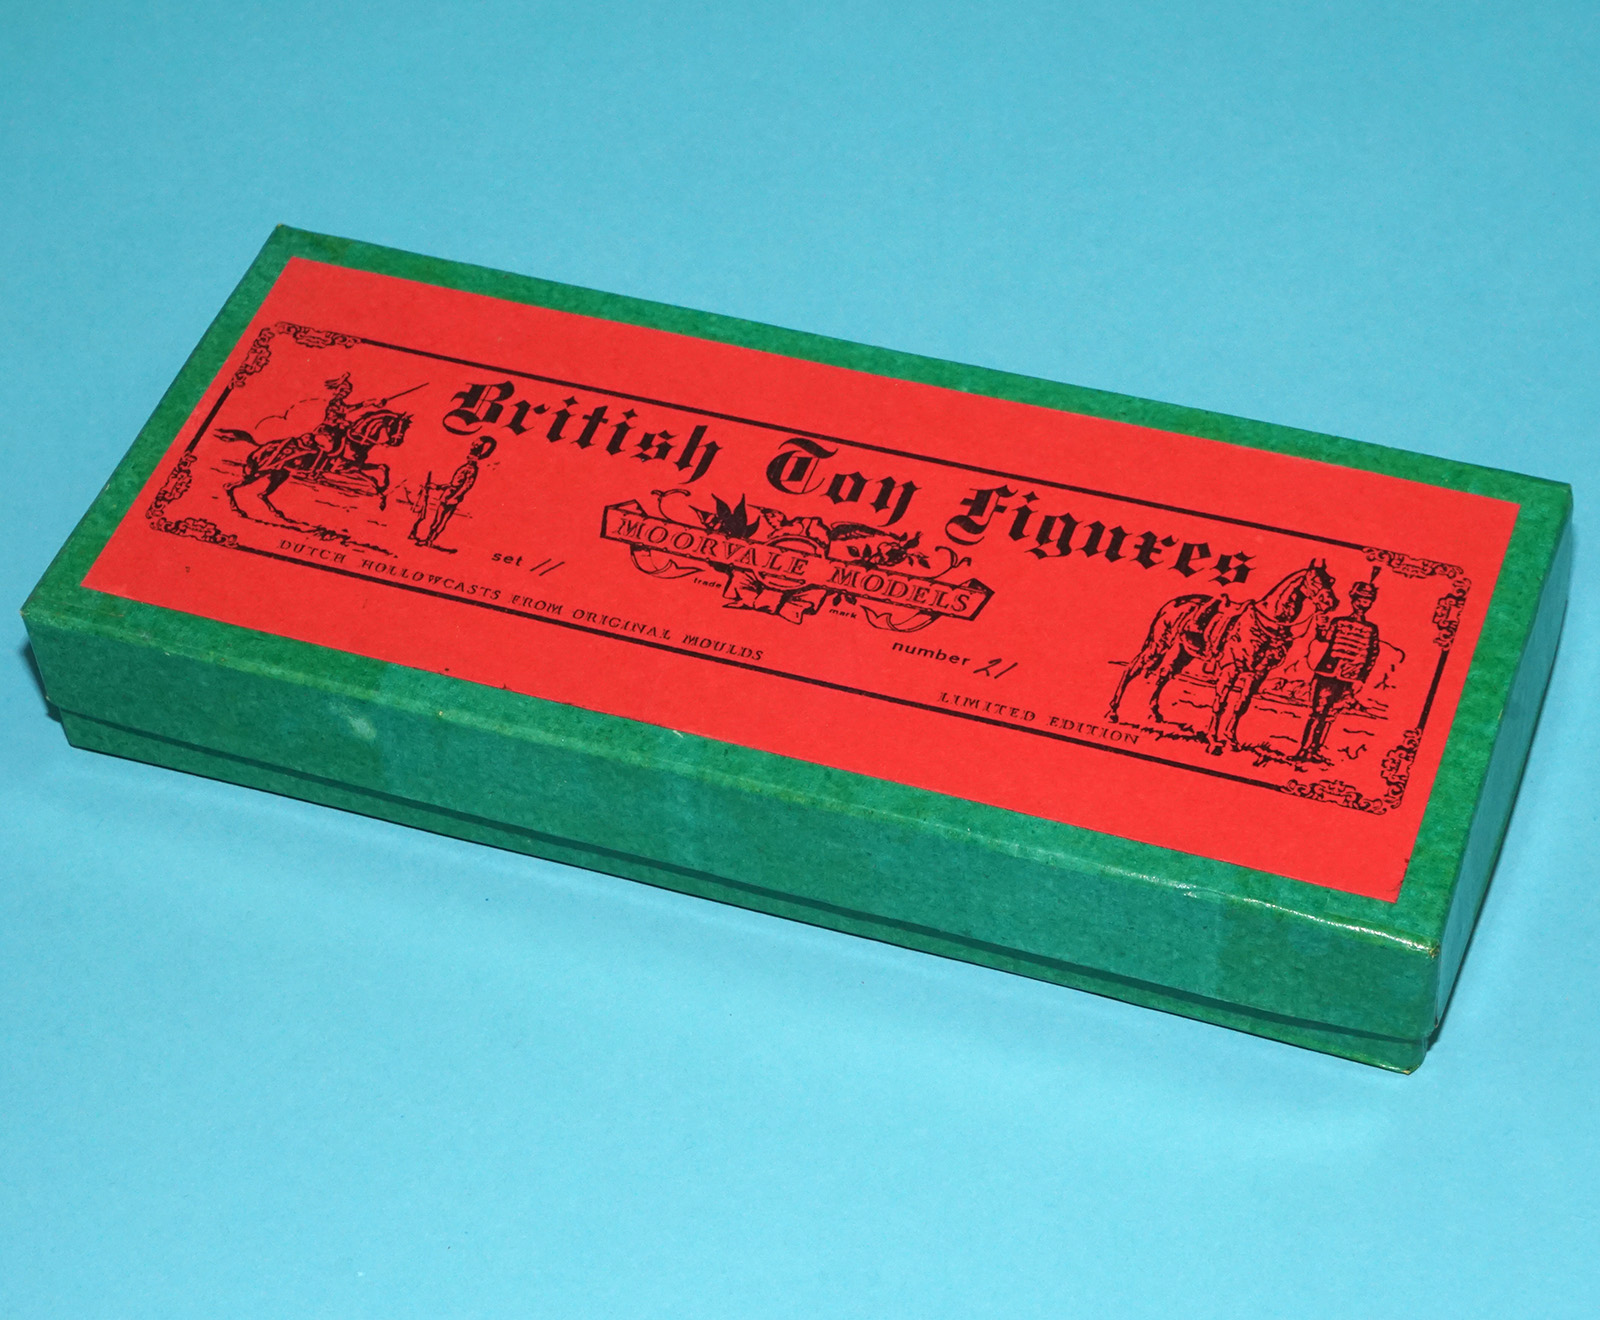 British Toy Figures
MOORVALE MODELS
trade mark
set 11
number 21
DUTCH HOLLOWCASTS FROM ORIGINAL MOULDS
LIMITED EDITION